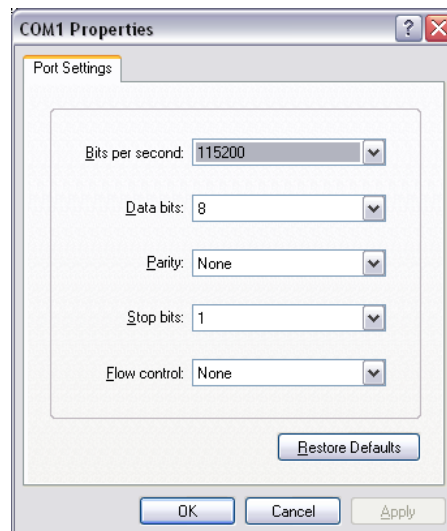 COM1 Properties
Port Settings
Bits per second: 115200
Data bits: 8
Parity: None
Stop bits: 1
Flow control: None
Restore Defaults
OK Cancel Apply